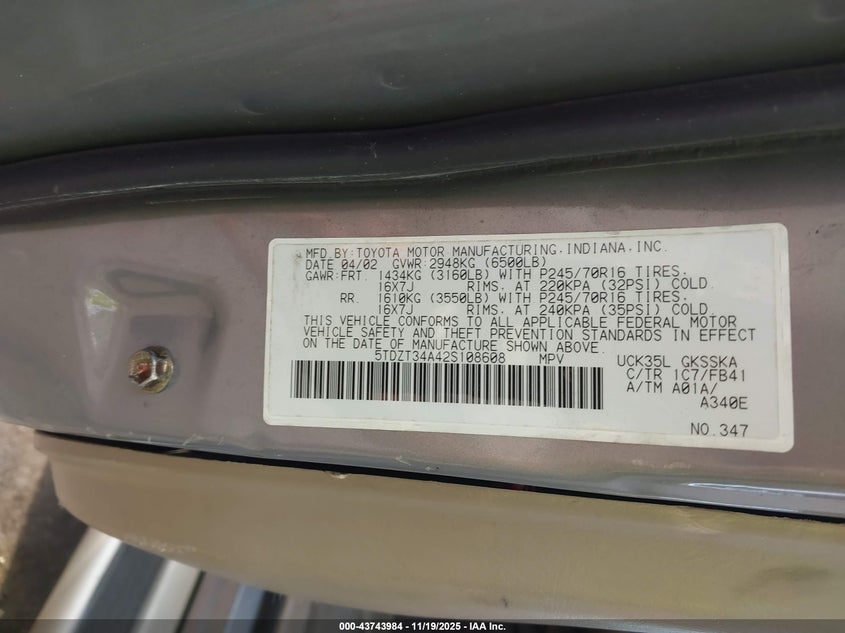 MFD.BY:TOYOTA MOTOR MANUFACTURING.INDIANA.INC.
DATE 04/02 GVWR:2948KG (6500LB)
GAWR:FRT. 1434KG (3160LB) WITH P245/70R16 TIRES.
16X7J RIMS. AT 220KPA (32PSI) COLD.
RR. 1610KG (3550LB) WITH P245/70R16 TIRES.
16X7J RIMS. AT 240KPA (35PSI) COLD.
THIS VEHICLE CONFORMS TO ALL APPLICABLE FEDERAL MOTOR
VEHICLE SAFETY AND THEFT PREVENTION STANDARDS IN EFFECT
ON THE DATE OF MANUFACTURE SHOWN ABOVE.
5TDZT34A42S108608 MPV UCK35L GKSSKA
C/TR 1C7/FB41
A/TM A01A/
A340E
NO.347
000-43743984 | 11/19/2025 - IAA Inc.